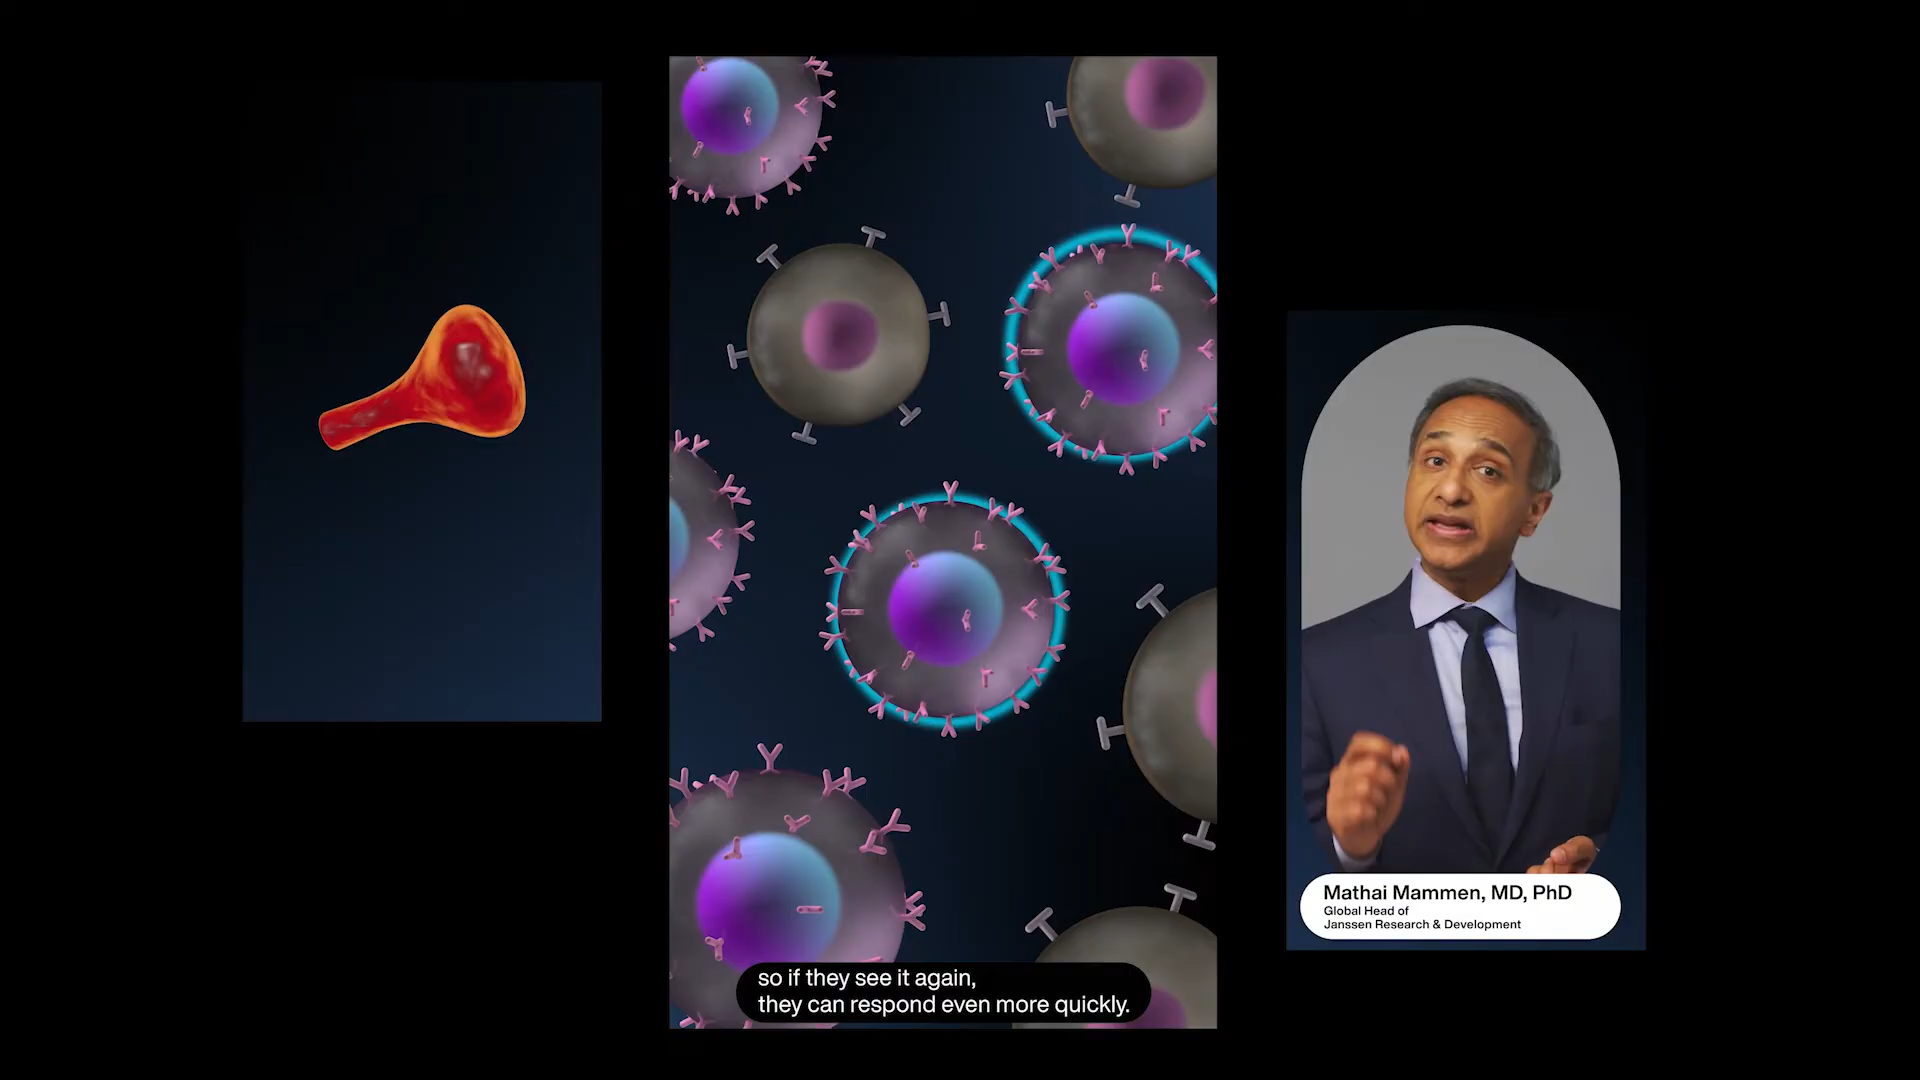 so if they see it again,
they can respond even more quickly.
Mathai Mammen, MD, PhD
Global Head of
Janssen Research & Development